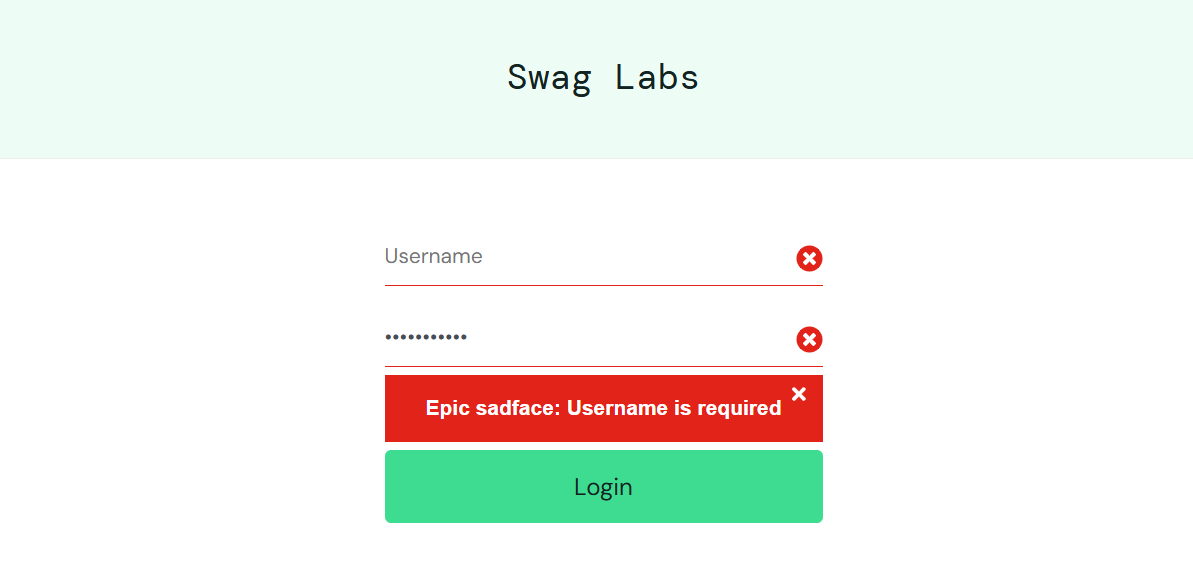 Swag Labs
Username
•••••••••••
Epic sadface: Username is required
Login